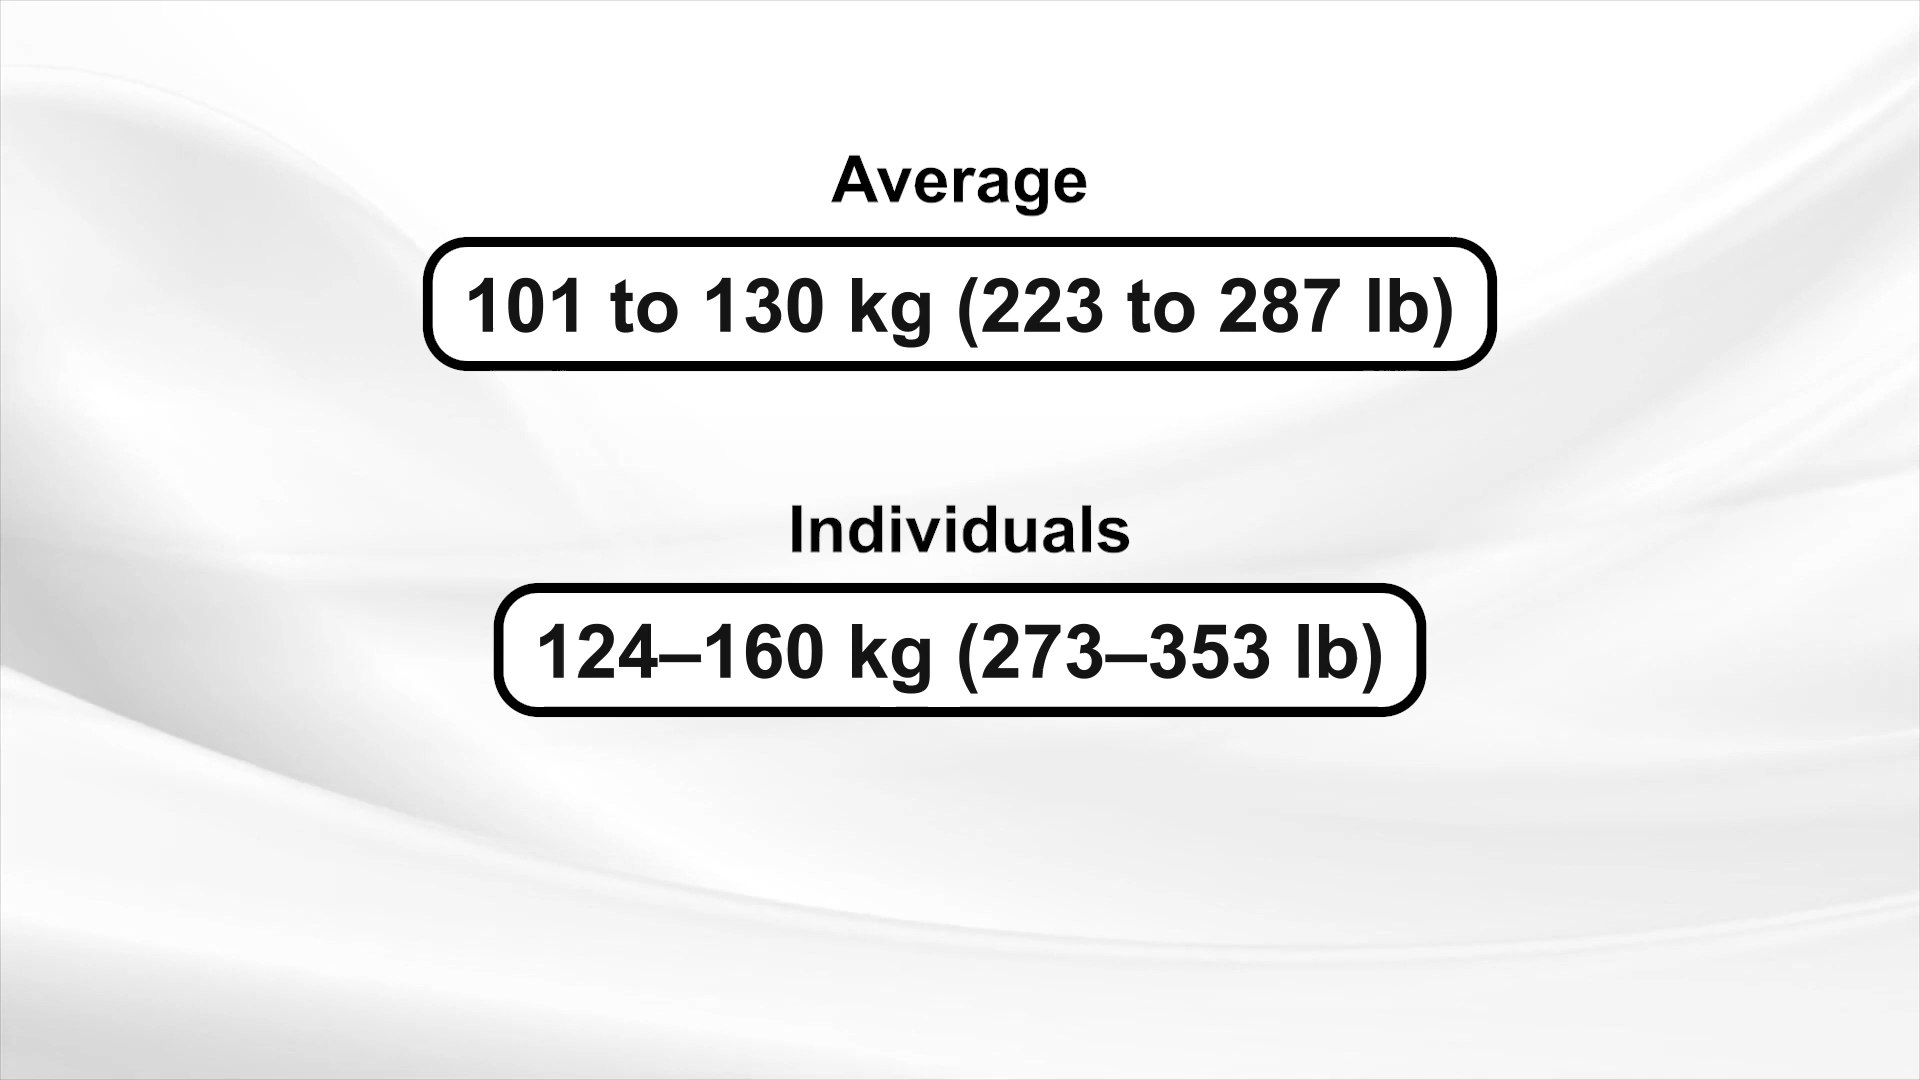 Average
101 to 130 kg (223 to 287 lb)
Individuals
124–160 kg (273–353 lb)